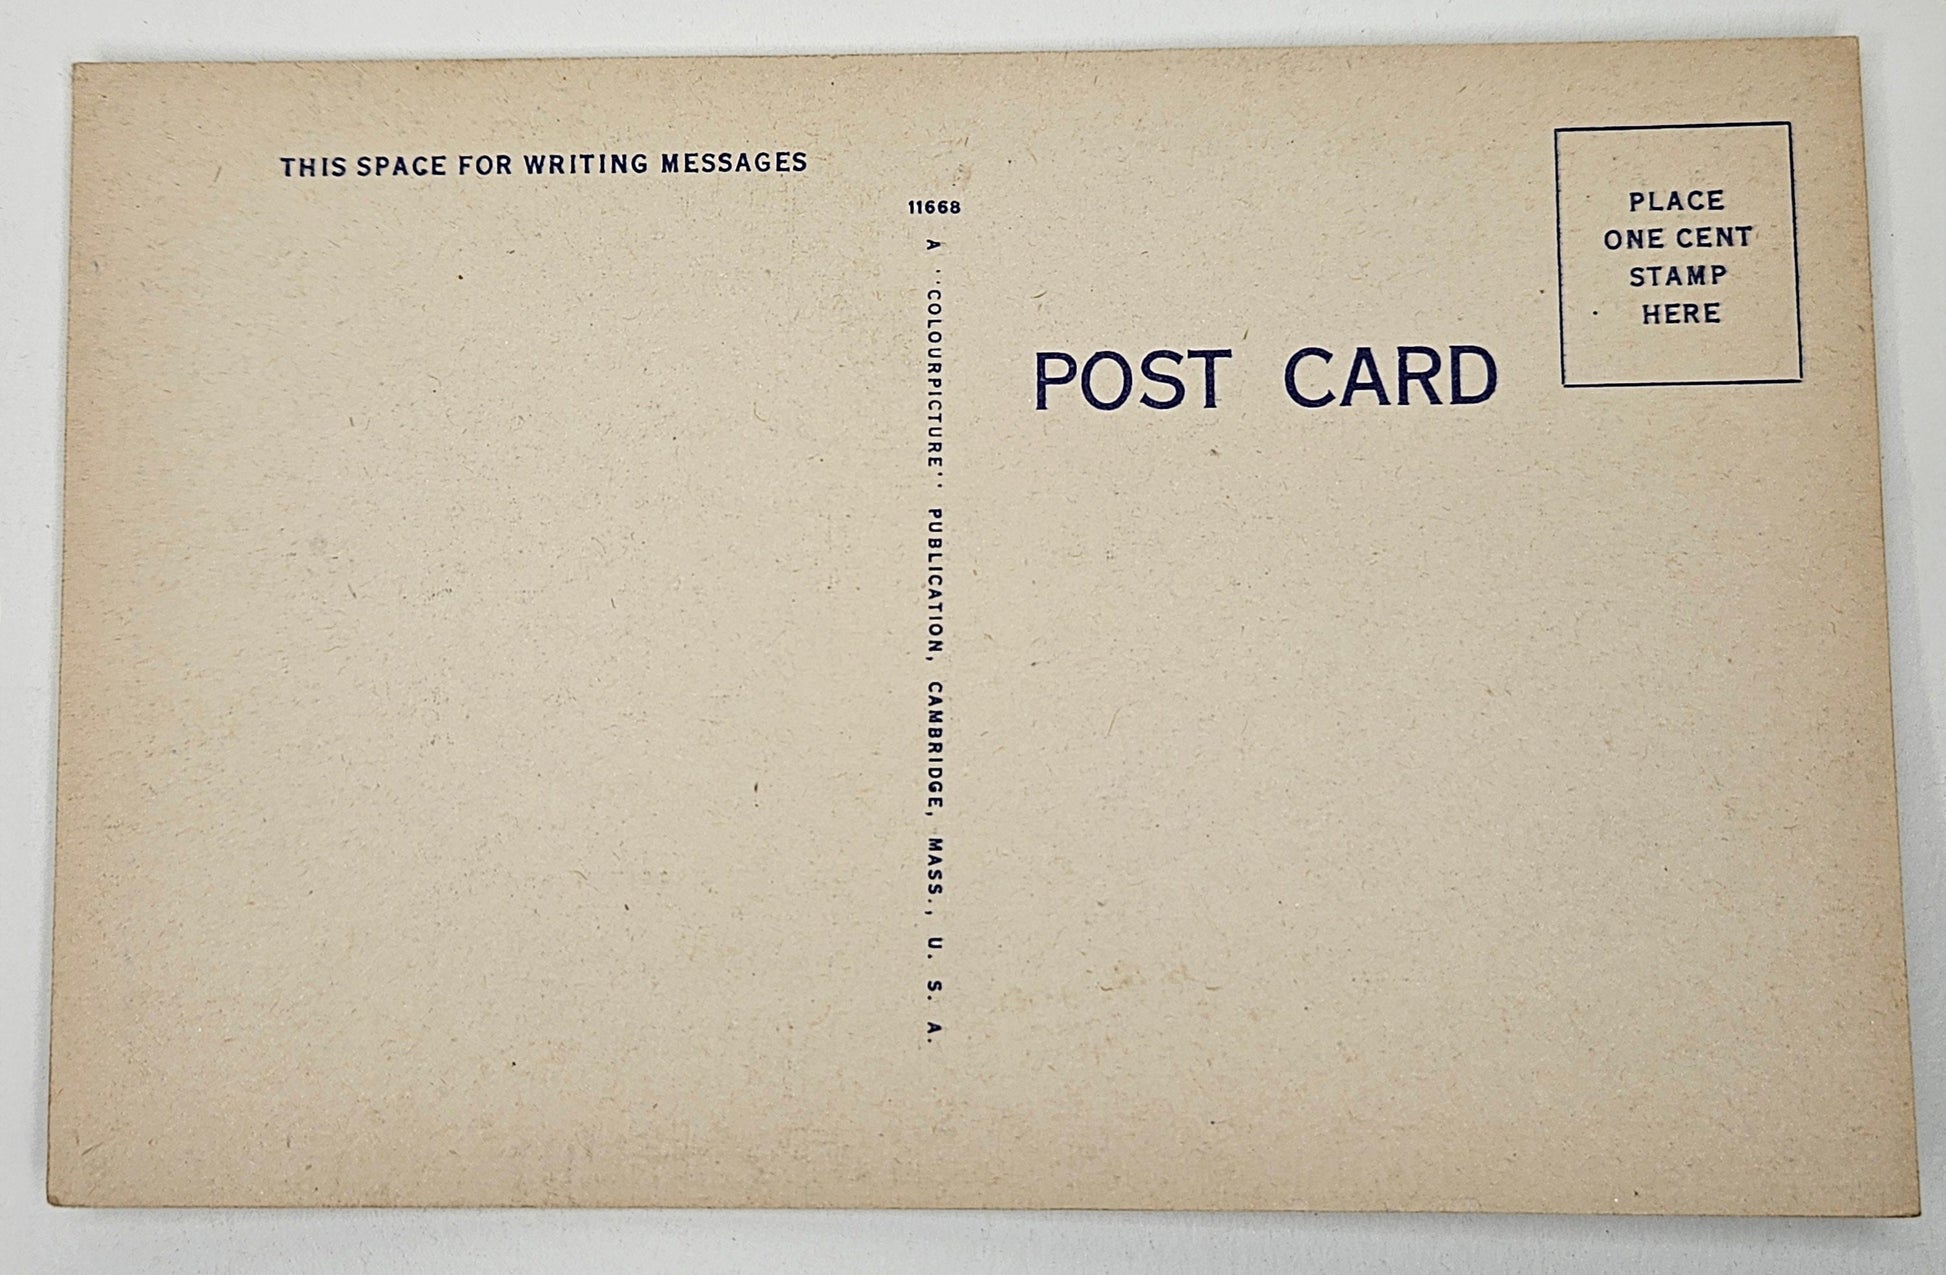 THIS SPACE FOR WRITING MESSAGES
11668
A "COLOURPICTURE" PUBLICATION, CAMBRIDGE, MASS., U. S. A.
POST CARD
PLACE
ONE CENT
STAMP
HERE